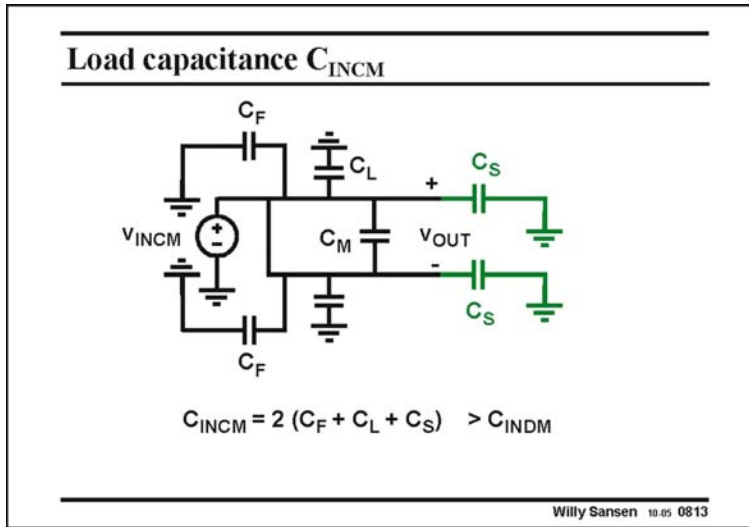 Load capacitance C_INCM
C_F
C_L
C_S
+
+
-
v_INCM
C_M
v_OUT
-
C_F
C_S
C_INCM = 2 (C_F + C_L + C_S) > C_INDM
Willy Sansen 10-05 0813